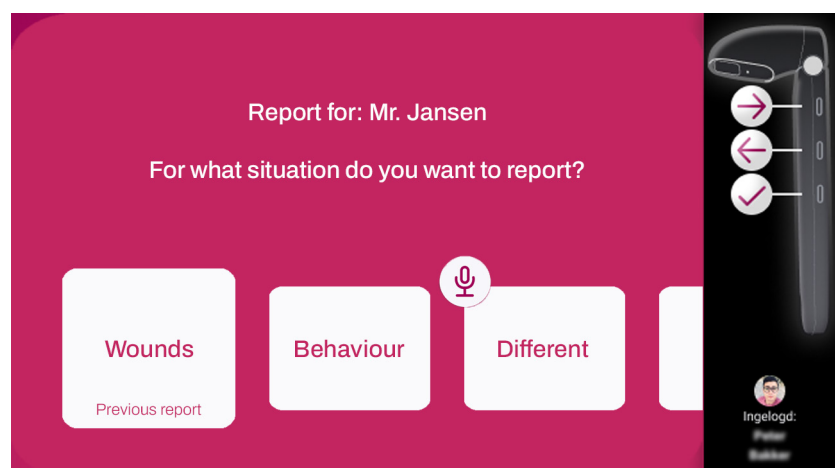 Report for: Mr. Jansen
For what situation do you want to report?
Wounds
Previous report
Behaviour
Different
Ingelogd: